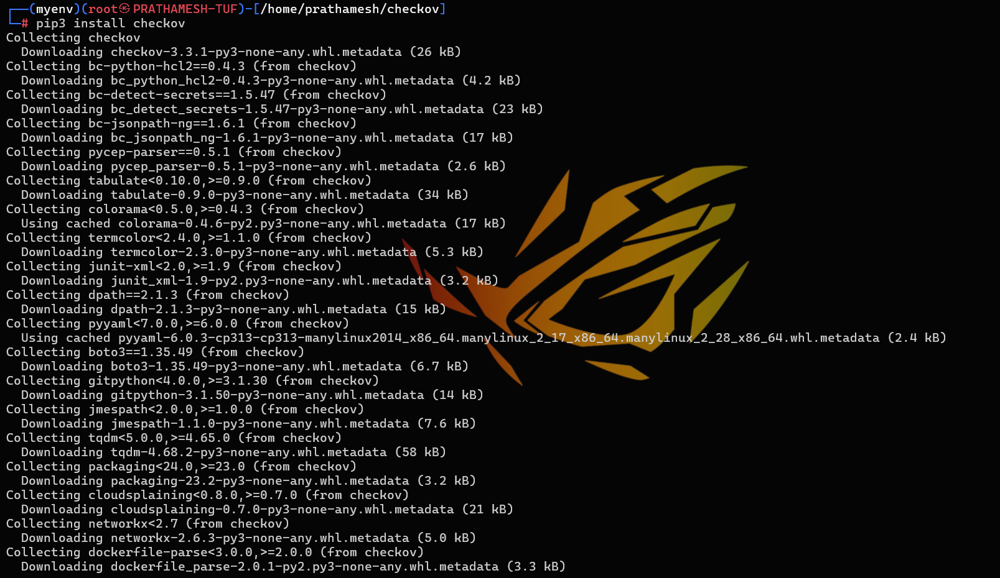 ┌──(myenv)(root㉿PRATHAMESH-TUF)-[/home/prathamesh/checkov]
└─# pip3 install checkov
Collecting checkov
  Downloading checkov-3.3.1-py3-none-any.whl.metadata (26 kB)
Collecting bc-python-hcl2==0.4.3 (from checkov)
  Downloading bc_python_hcl2-0.4.3-py3-none-any.whl.metadata (4.2 kB)
Collecting bc-detect-secrets==1.5.47 (from checkov)
  Downloading bc_detect_secrets-1.5.47-py3-none-any.whl.metadata (23 kB)
Collecting bc-jsonpath-ng==1.6.1 (from checkov)
  Downloading bc_jsonpath_ng-1.6.1-py3-none-any.whl.metadata (17 kB)
Collecting pycep-parser==0.5.1 (from checkov)
  Downloading pycep_parser-0.5.1-py3-none-any.whl.metadata (2.6 kB)
Collecting tabulate<0.10.0,>=0.9.0 (from checkov)
  Downloading tabulate-0.9.0-py3-none-any.whl.metadata (34 kB)
Collecting colorama<0.5.0,>=0.4.3 (from checkov)
  Using cached colorama-0.4.6-py2.py3-none-any.whl.metadata (17 kB)
Collecting termcolor<2.4.0,>=1.1.0 (from checkov)
  Downloading termcolor-2.3.0-py3-none-any.whl.metadata (5.3 kB)
Collecting junit-xml<2.0,>=1.9 (from checkov)
  Downloading junit_xml-1.9-py2.py3-none-any.whl.metadata (3.2 kB)
Collecting dpath==2.1.3 (from checkov)
  Downloading dpath-2.1.3-py3-none-any.whl.metadata (15 kB)
Collecting pyyaml<7.0.0,>=6.0.0 (from checkov)
  Using cached pyyaml-6.0.3-cp313-cp313-manylinux2014_x86_64.manylinux_2_17_x86_64.manylinux_2_28_x86_64.whl.metadata (2.4 kB)
Collecting boto3==1.35.49 (from checkov)
  Downloading boto3-1.35.49-py3-none-any.whl.metadata (6.7 kB)
Collecting gitpython<4.0.0,>=3.1.30 (from checkov)
  Downloading gitpython-3.1.50-py3-none-any.whl.metadata (14 kB)
Collecting jmespath<2.0.0,>=1.0.0 (from checkov)
  Downloading jmespath-1.1.0-py3-none-any.whl.metadata (7.6 kB)
Collecting tqdm<5.0.0,>=4.65.0 (from checkov)
  Downloading tqdm-4.68.2-py3-none-any.whl.metadata (58 kB)
Collecting packaging<24.0,>=23.0 (from checkov)
  Downloading packaging-23.2-py3-none-any.whl.metadata (3.2 kB)
Collecting cloudsplaining<0.8.0,>=0.7.0 (from checkov)
  Downloading cloudsplaining-0.7.0-py3-none-any.whl.metadata (21 kB)
Collecting networkx<2.7 (from checkov)
  Downloading networkx-2.6.3-py3-none-any.whl.metadata (5.0 kB)
Collecting dockerfile-parse<3.0.0,>=2.0.0 (from checkov)
  Downloading dockerfile_parse-2.0.1-py2.py3-none-any.whl.metadata (3.3 kB)